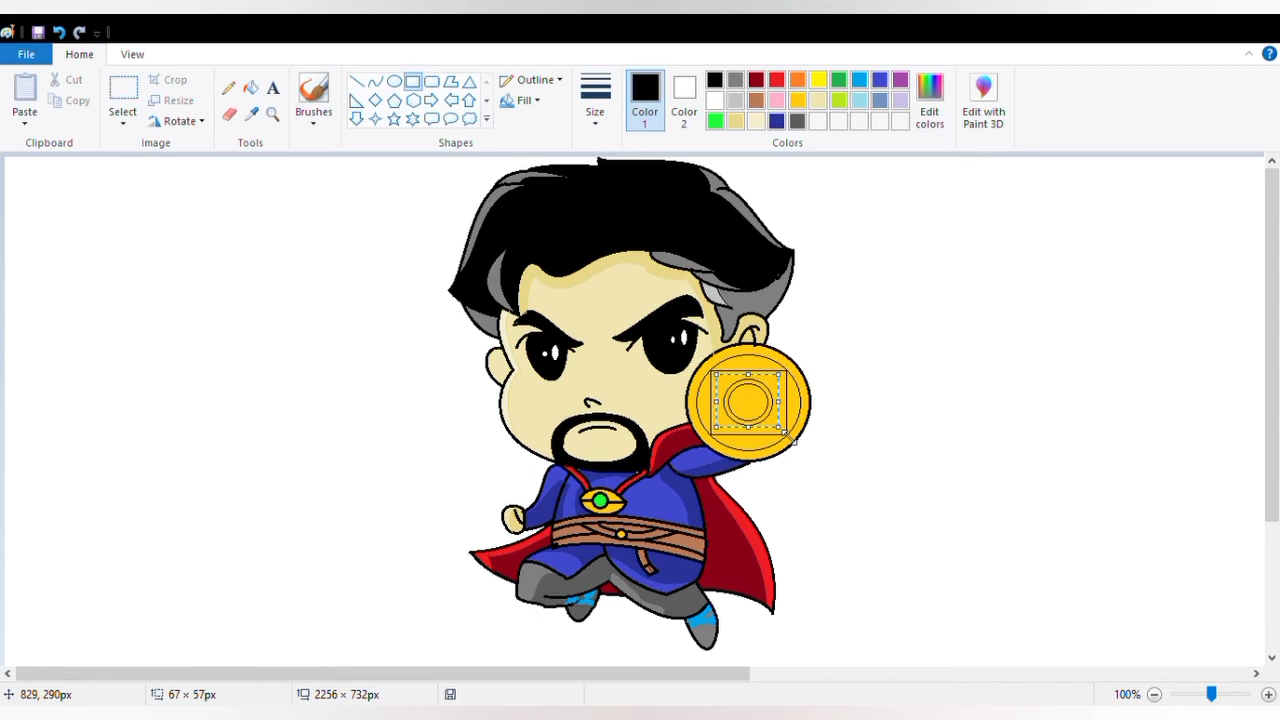 File Home View
Paste
Cut
Copy
Clipboard
Select
Crop
Resize
Rotate
Image
Tools
Brushes
Outline
Fill
Shapes
Size
Color
1
Color
2
Edit
colors
Colors
Edit with
Paint 3D
829, 290px 67 × 57px 2256 × 732px 100%